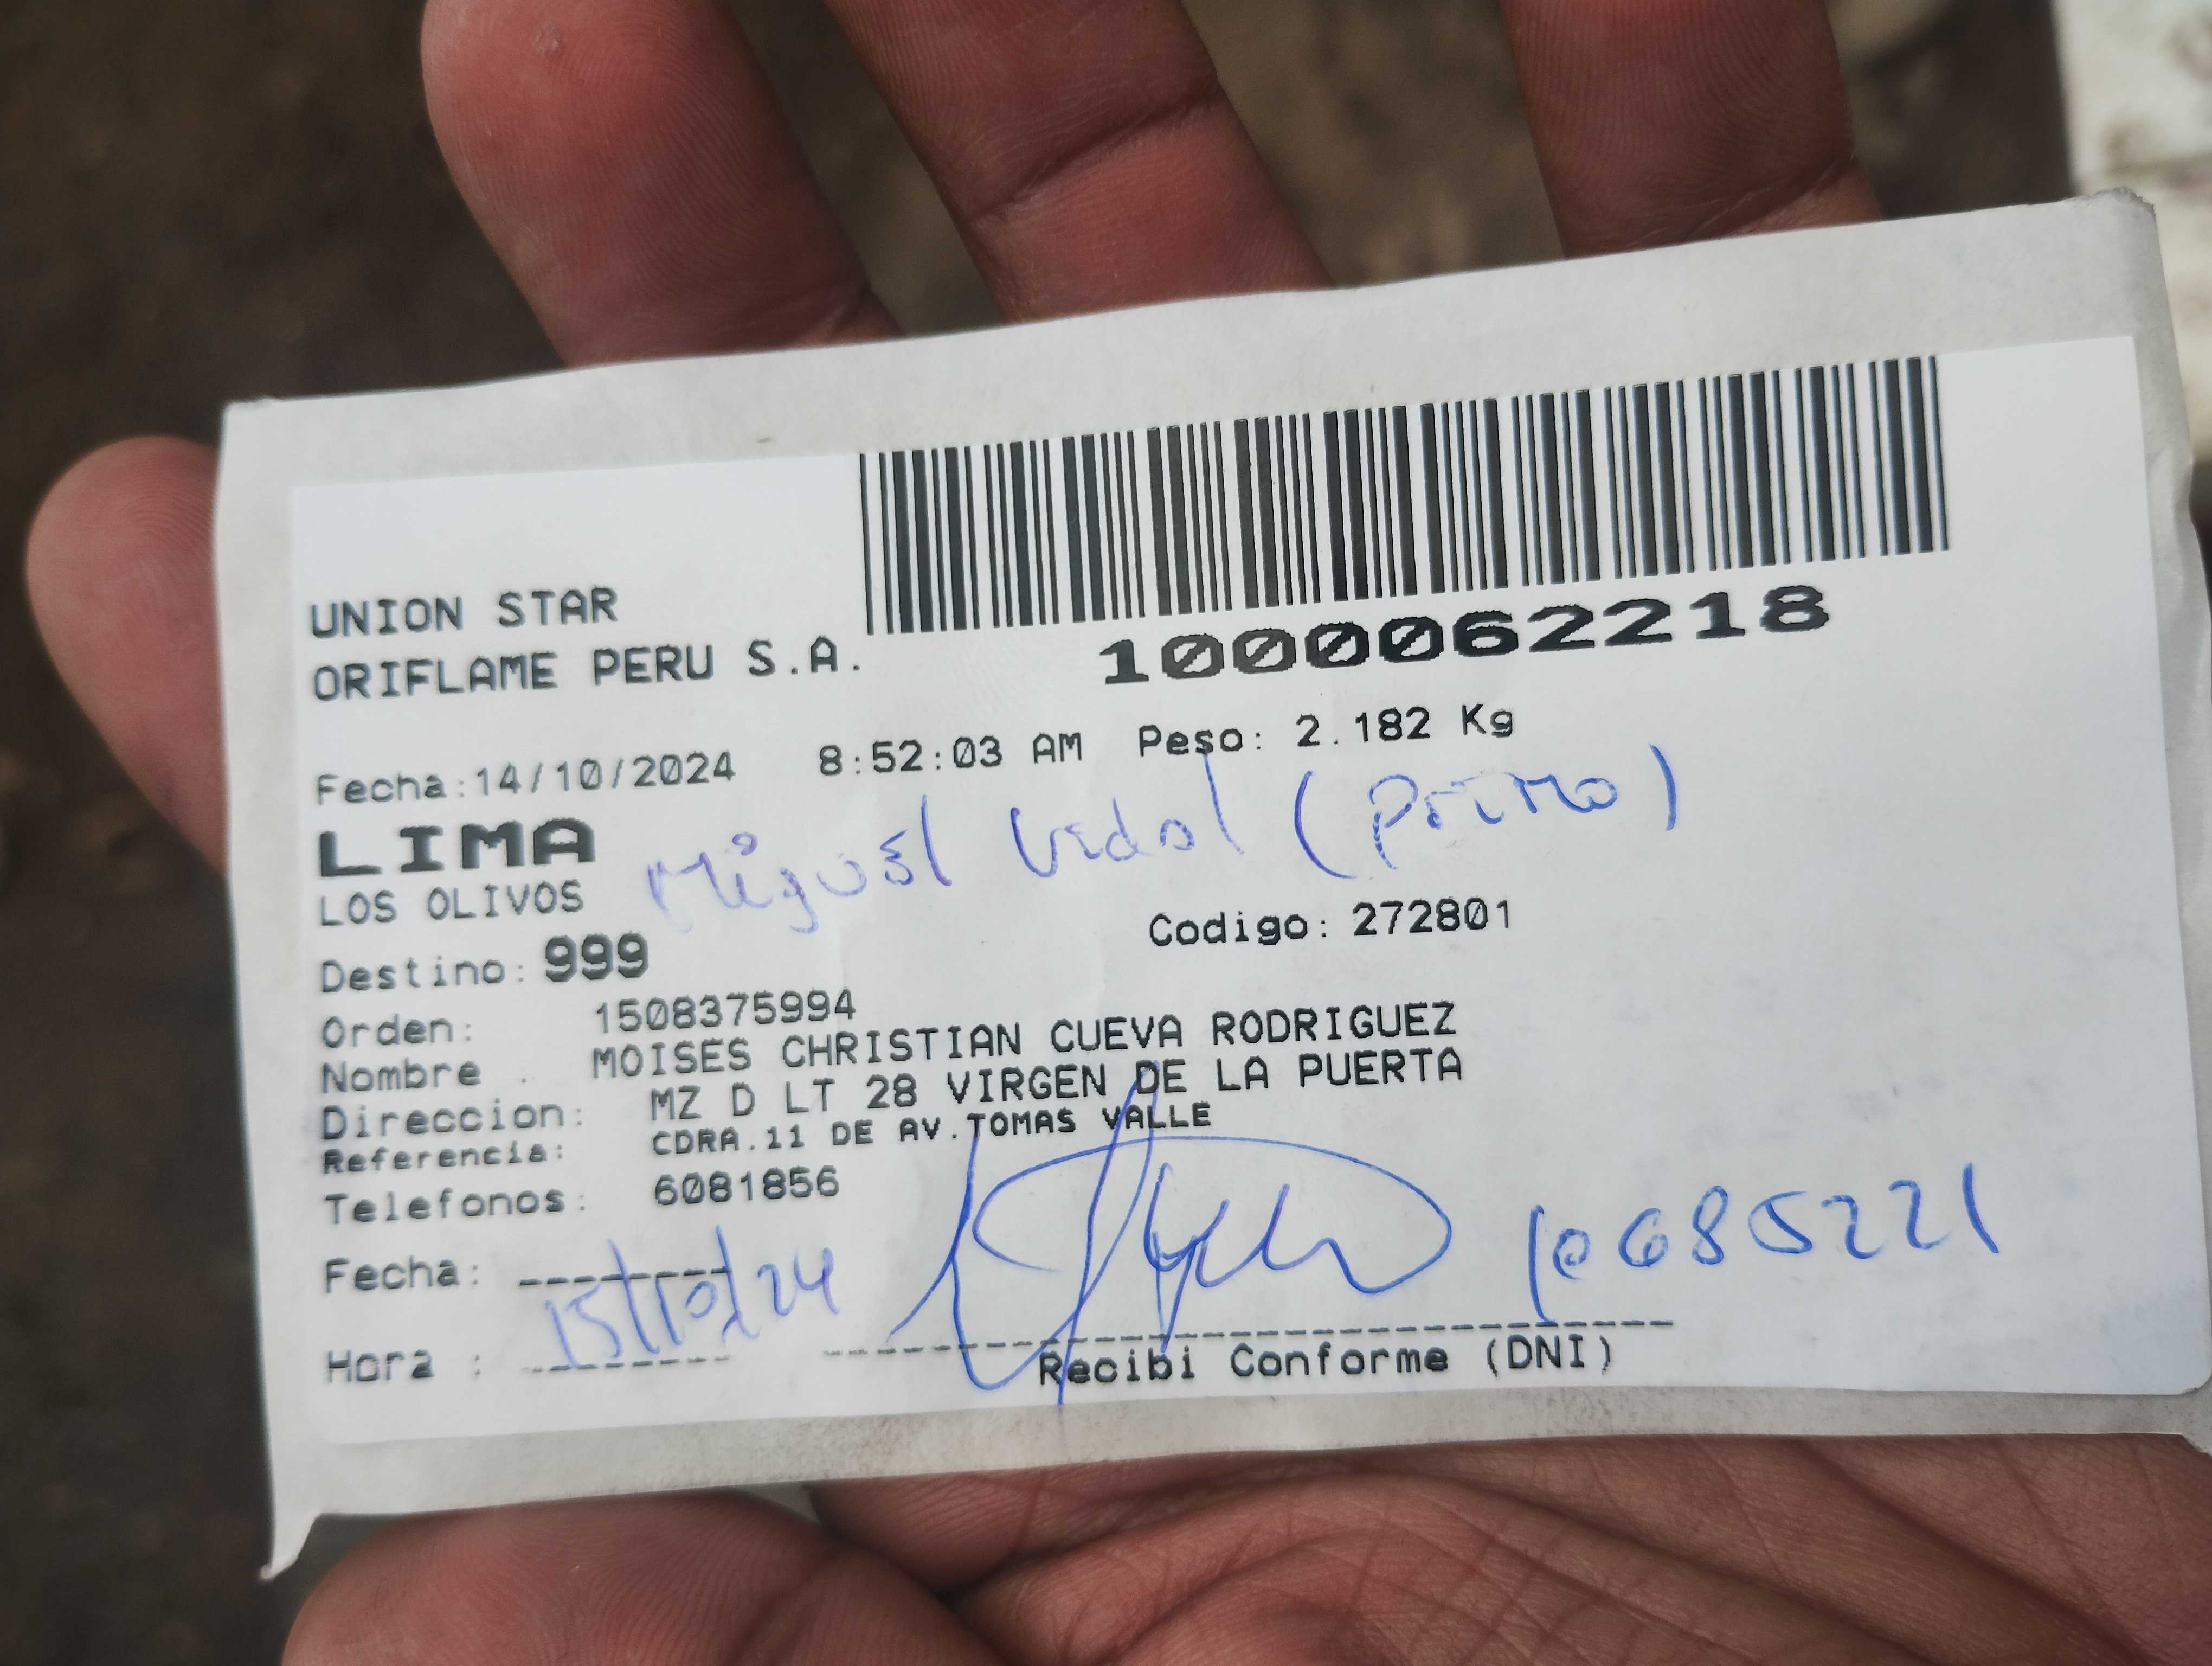 UNION STAR
ORIFLAME PERU S.A.
1000062218
Fecha:14/10/2024 8:52:03 AM Peso: 2.182 Kg
LIMA
Miguel Vidal (Primo)
LOS OLIVOS
Codigo: 272801
Destino: 999
Orden: 1508375994
Nombre : MOISES CHRISTIAN CUEVA RODRIGUEZ
Direccion: MZ D LT 28 VIRGEN DE LA PUERTA
Referencia: CDRA.11 DE AV.TOMAS VALLE
Telefonos: 6081856
Fecha: 15/10/24
10685221
Hora :
Recibi Conforme (DNI)